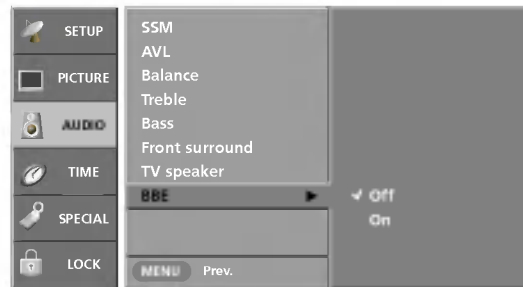 SETUP
PICTURE
AUDIO
TIME
SPECIAL
LOCK
SSM
AVL
Balance
Treble
Bass
Front surround
TV speaker
BBE
Off
On
MENU Prev.